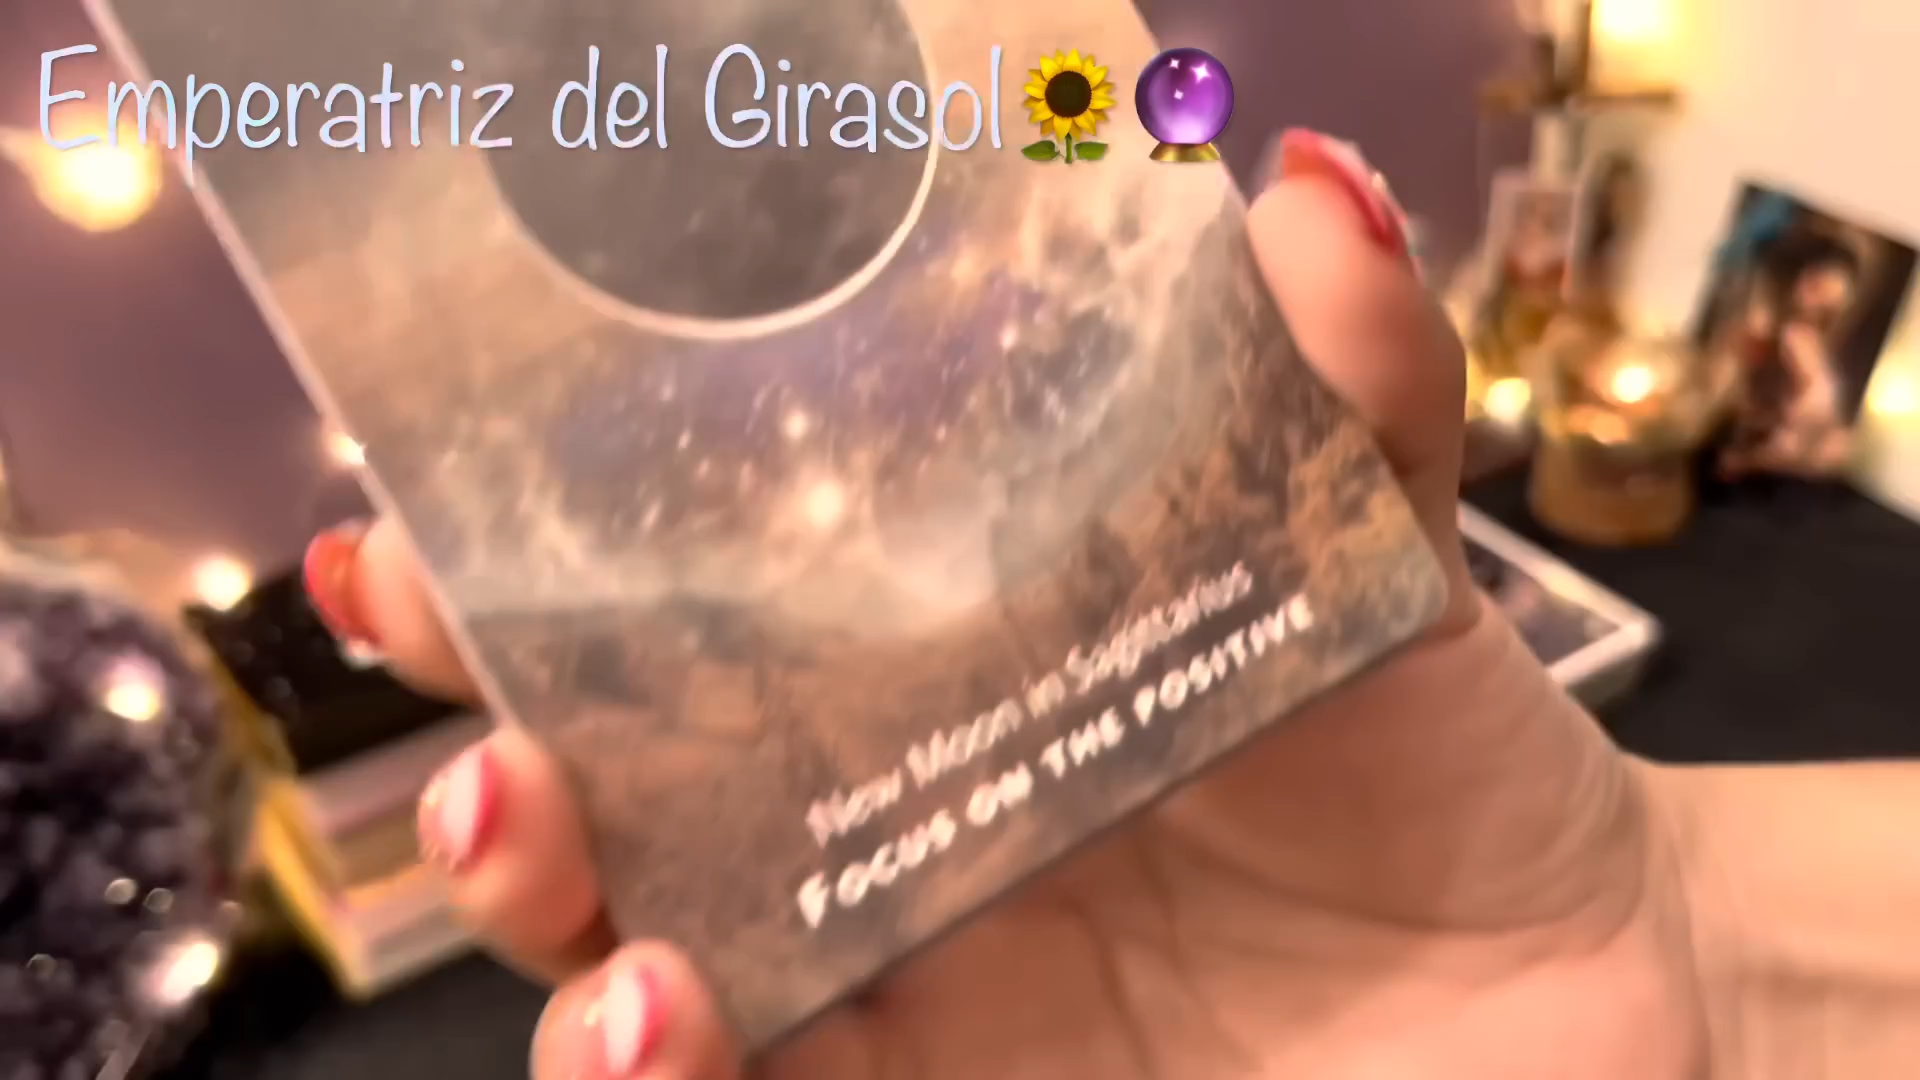 Emperatriz del Girasol🌻🔮
New Moon in Sagittarius
FOCUS ON THE POSITIVE